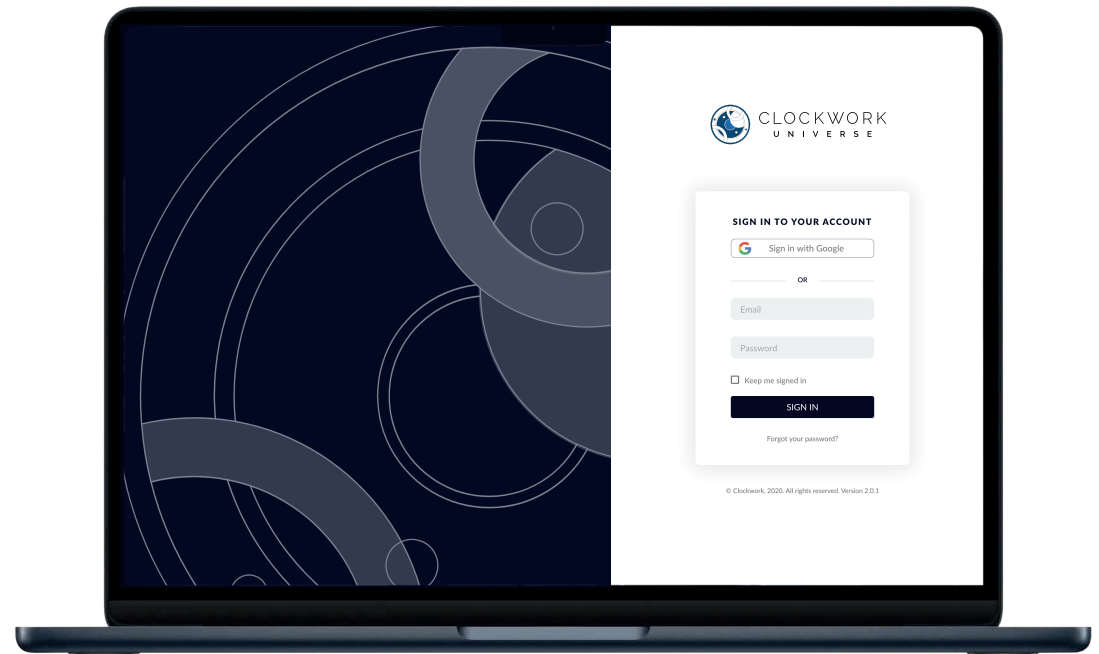 CLOCKWORK
UNIVERSE
SIGN IN TO YOUR ACCOUNT
Sign in with Google
OR
Email
Password
Keep me signed in
SIGN IN
Forgot your password?
© Clockwork, 2020. All rights reserved. Version 2.0.1